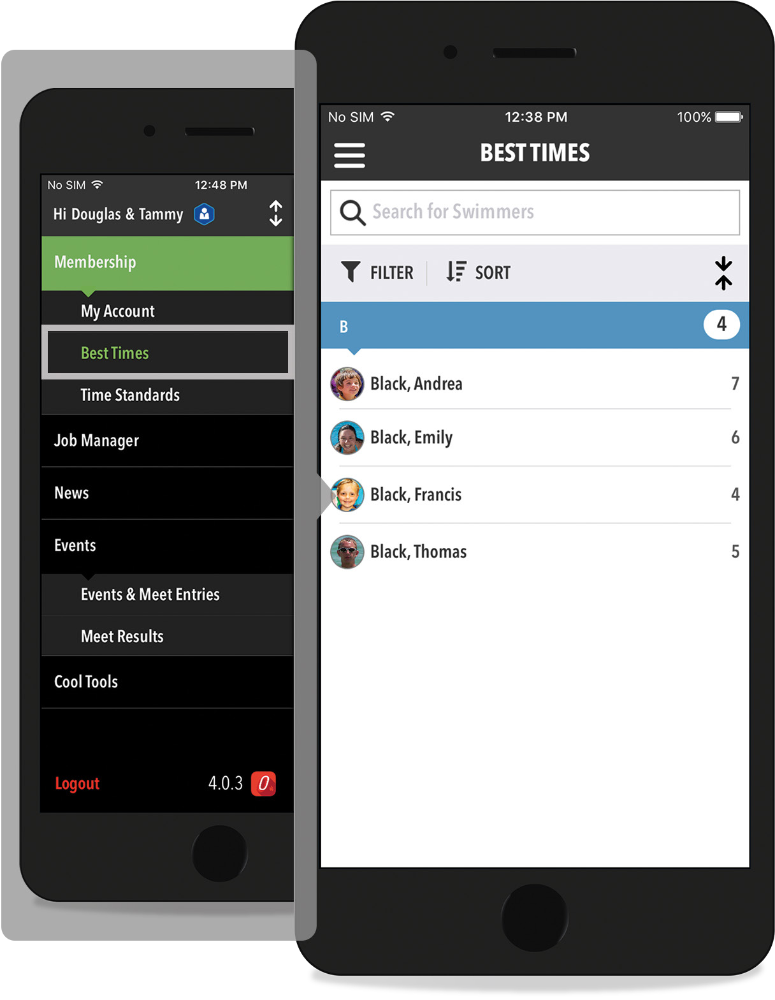 No SIM 12:48 PM
Hi Douglas & Tammy
Membership
My Account
Best Times
Time Standards
Job Manager
News
Events
Events & Meet Entries
Meet Results
Cool Tools
Logout 4.0.3 0
No SIM 12:38 PM 100%
BEST TIMES
Search for Swimmers
FILTER SORT
B 4
Black, Andrea 7
Black, Emily 6
Black, Francis 4
Black, Thomas 5